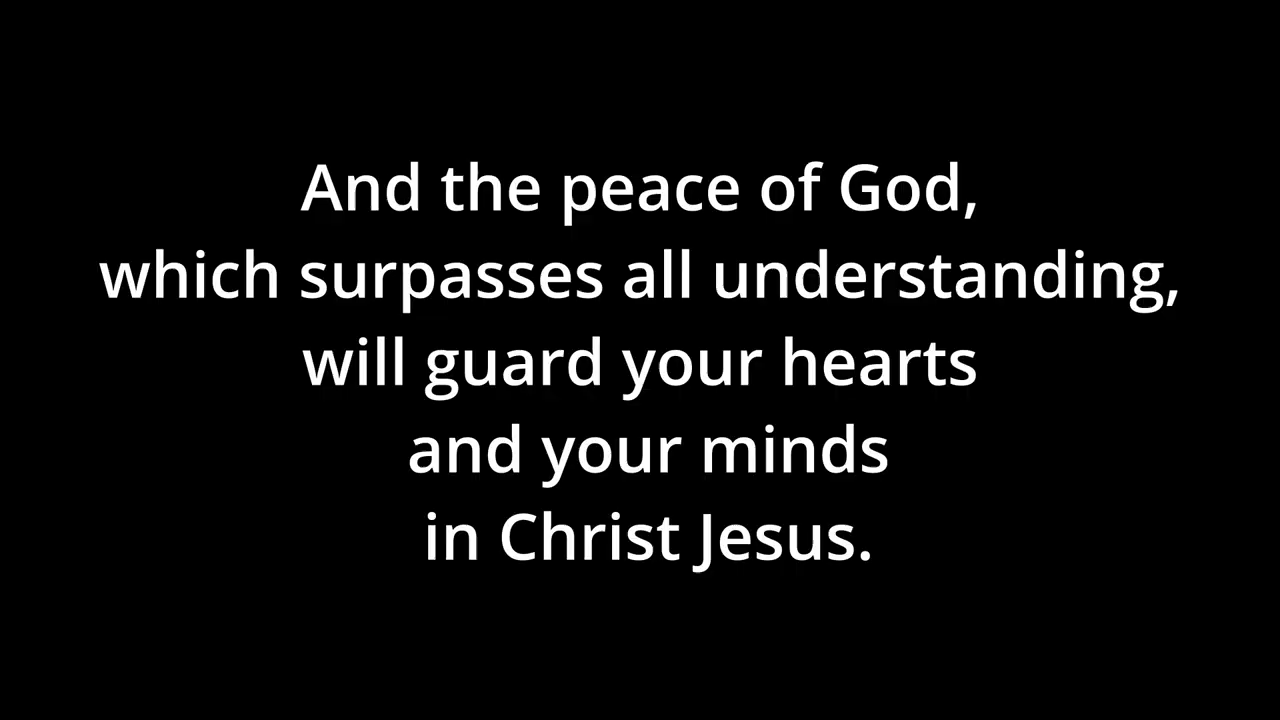 And the peace of God,
which surpasses all understanding,
will guard your hearts
and your minds
in Christ Jesus.